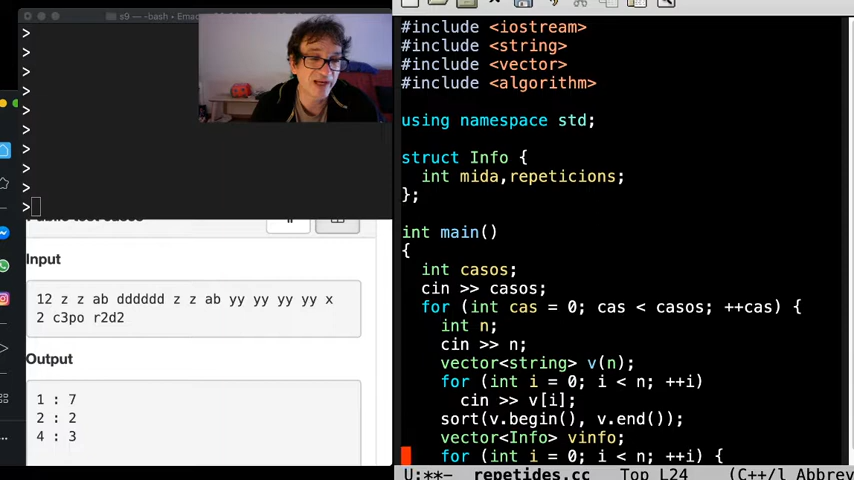 s9 — -bash — Emac
>
>
>
>
>
>
>
>
>
>
Input
12 z z ab dddddd z z ab yy yy yy yy x
2 c3po r2d2
Output
1 : 7
2 : 2
4 : 3
#include <iostream>
#include <string>
#include <vector>
#include <algorithm>
using namespace std;
struct Info {
int mida,repeticions;
};
int main()
{
int casos;
cin >> casos;
for (int cas = 0; cas < casos; ++cas) {
int n;
cin >> n;
vector<string> v(n);
for (int i = 0; i < n; ++i)
cin >> v[i];
sort(v.begin(), v.end());
vector<Info> vinfo;
for (int i = 0; i < n; ++i) {
U:**- repetides.cc Top L24 (C++/l Abbrev